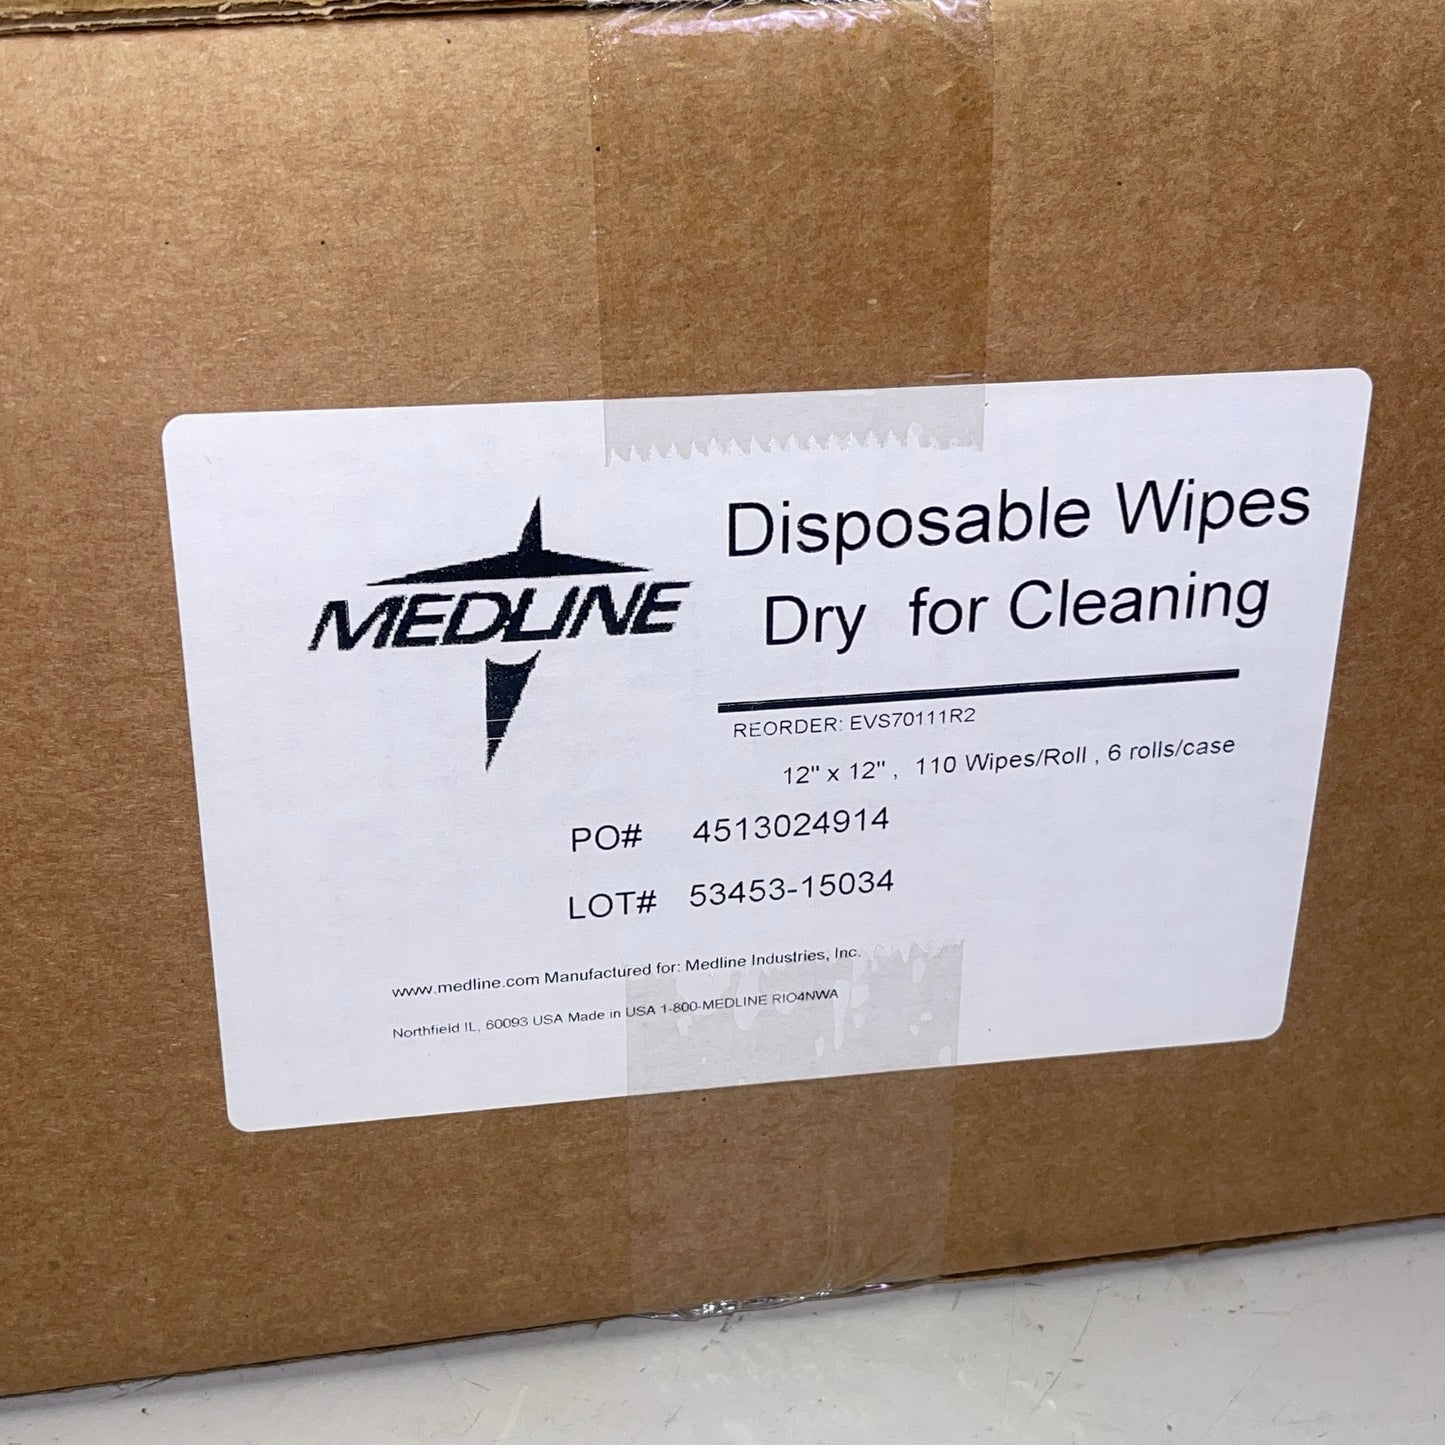 MEDLINE
Disposable Wipes
Dry for Cleaning
REORDER: EVS70111R2
12" x 12" , 110 Wipes/Roll , 6 rolls/case
PO# 4513024914
LOT# 53453-15034
www.medline.com Manufactured for: Medline Industries, Inc.
Northfield IL, 60093 USA Made in USA 1-800-MEDLINE RIO4NWA